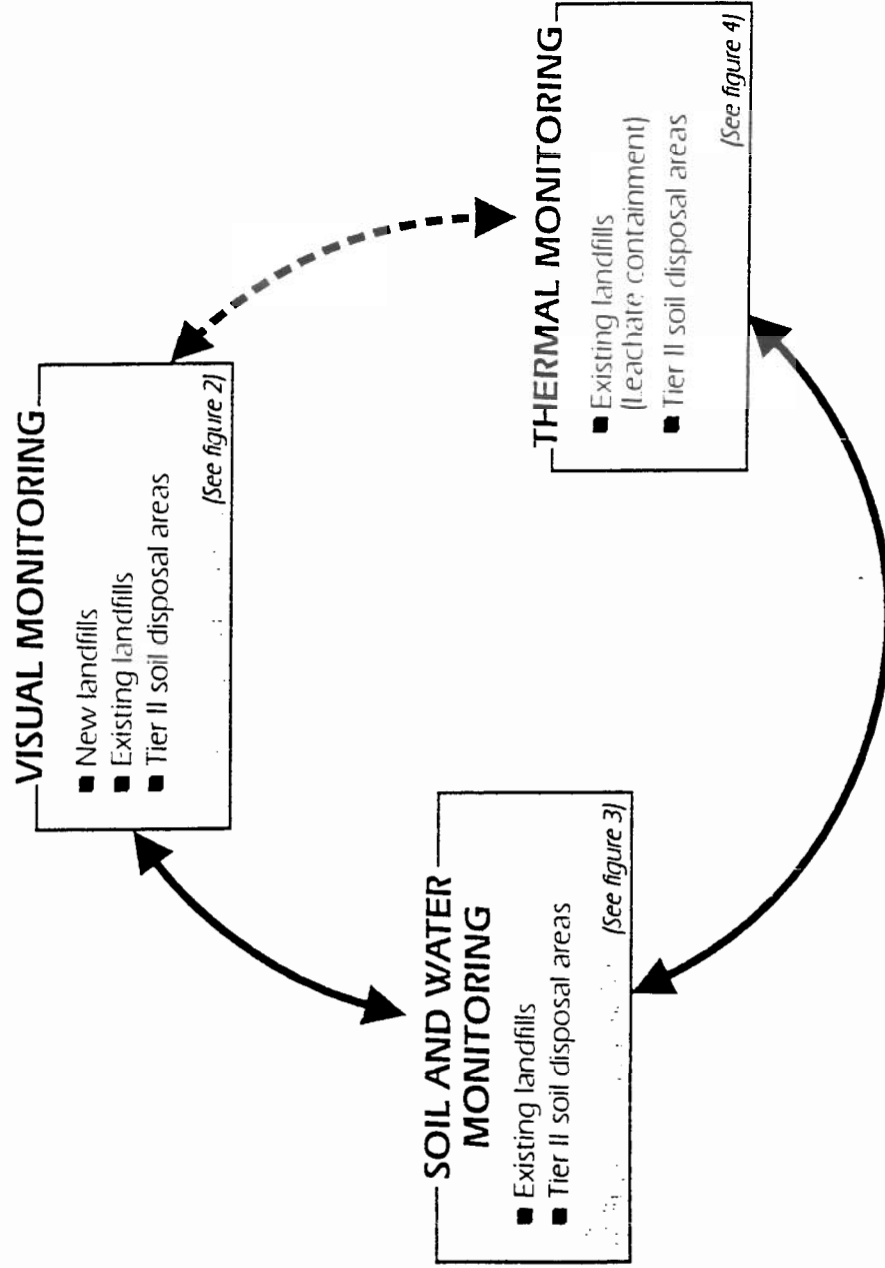 VISUAL MONITORING
■ New landfills
■ Existing landfills
■ Tier II soil disposal areas
(See figure 2)
SOIL AND WATER
MONITORING
■ Existing landfills
■ Tier II soil disposal areas
(See figure 3)
THERMAL MONITORING
■ Existing landfills
(Leachate containment)
■ Tier II soil disposal areas
(See figure 4)